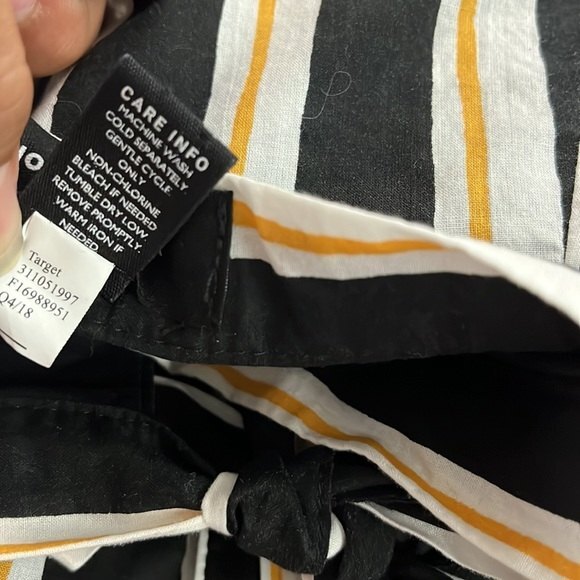 CARE INFO
MACHINE WASH
COLD SEPARATELY
GENTLE CYCLE
ONLY
NON-CHLORINE
BLEACH IF NEEDED
TUMBLE DRY LOW.
REMOVE PROMPTLY.
WARM IRON IF
NEEDED
Target
311051997
F16988951
Q4/18